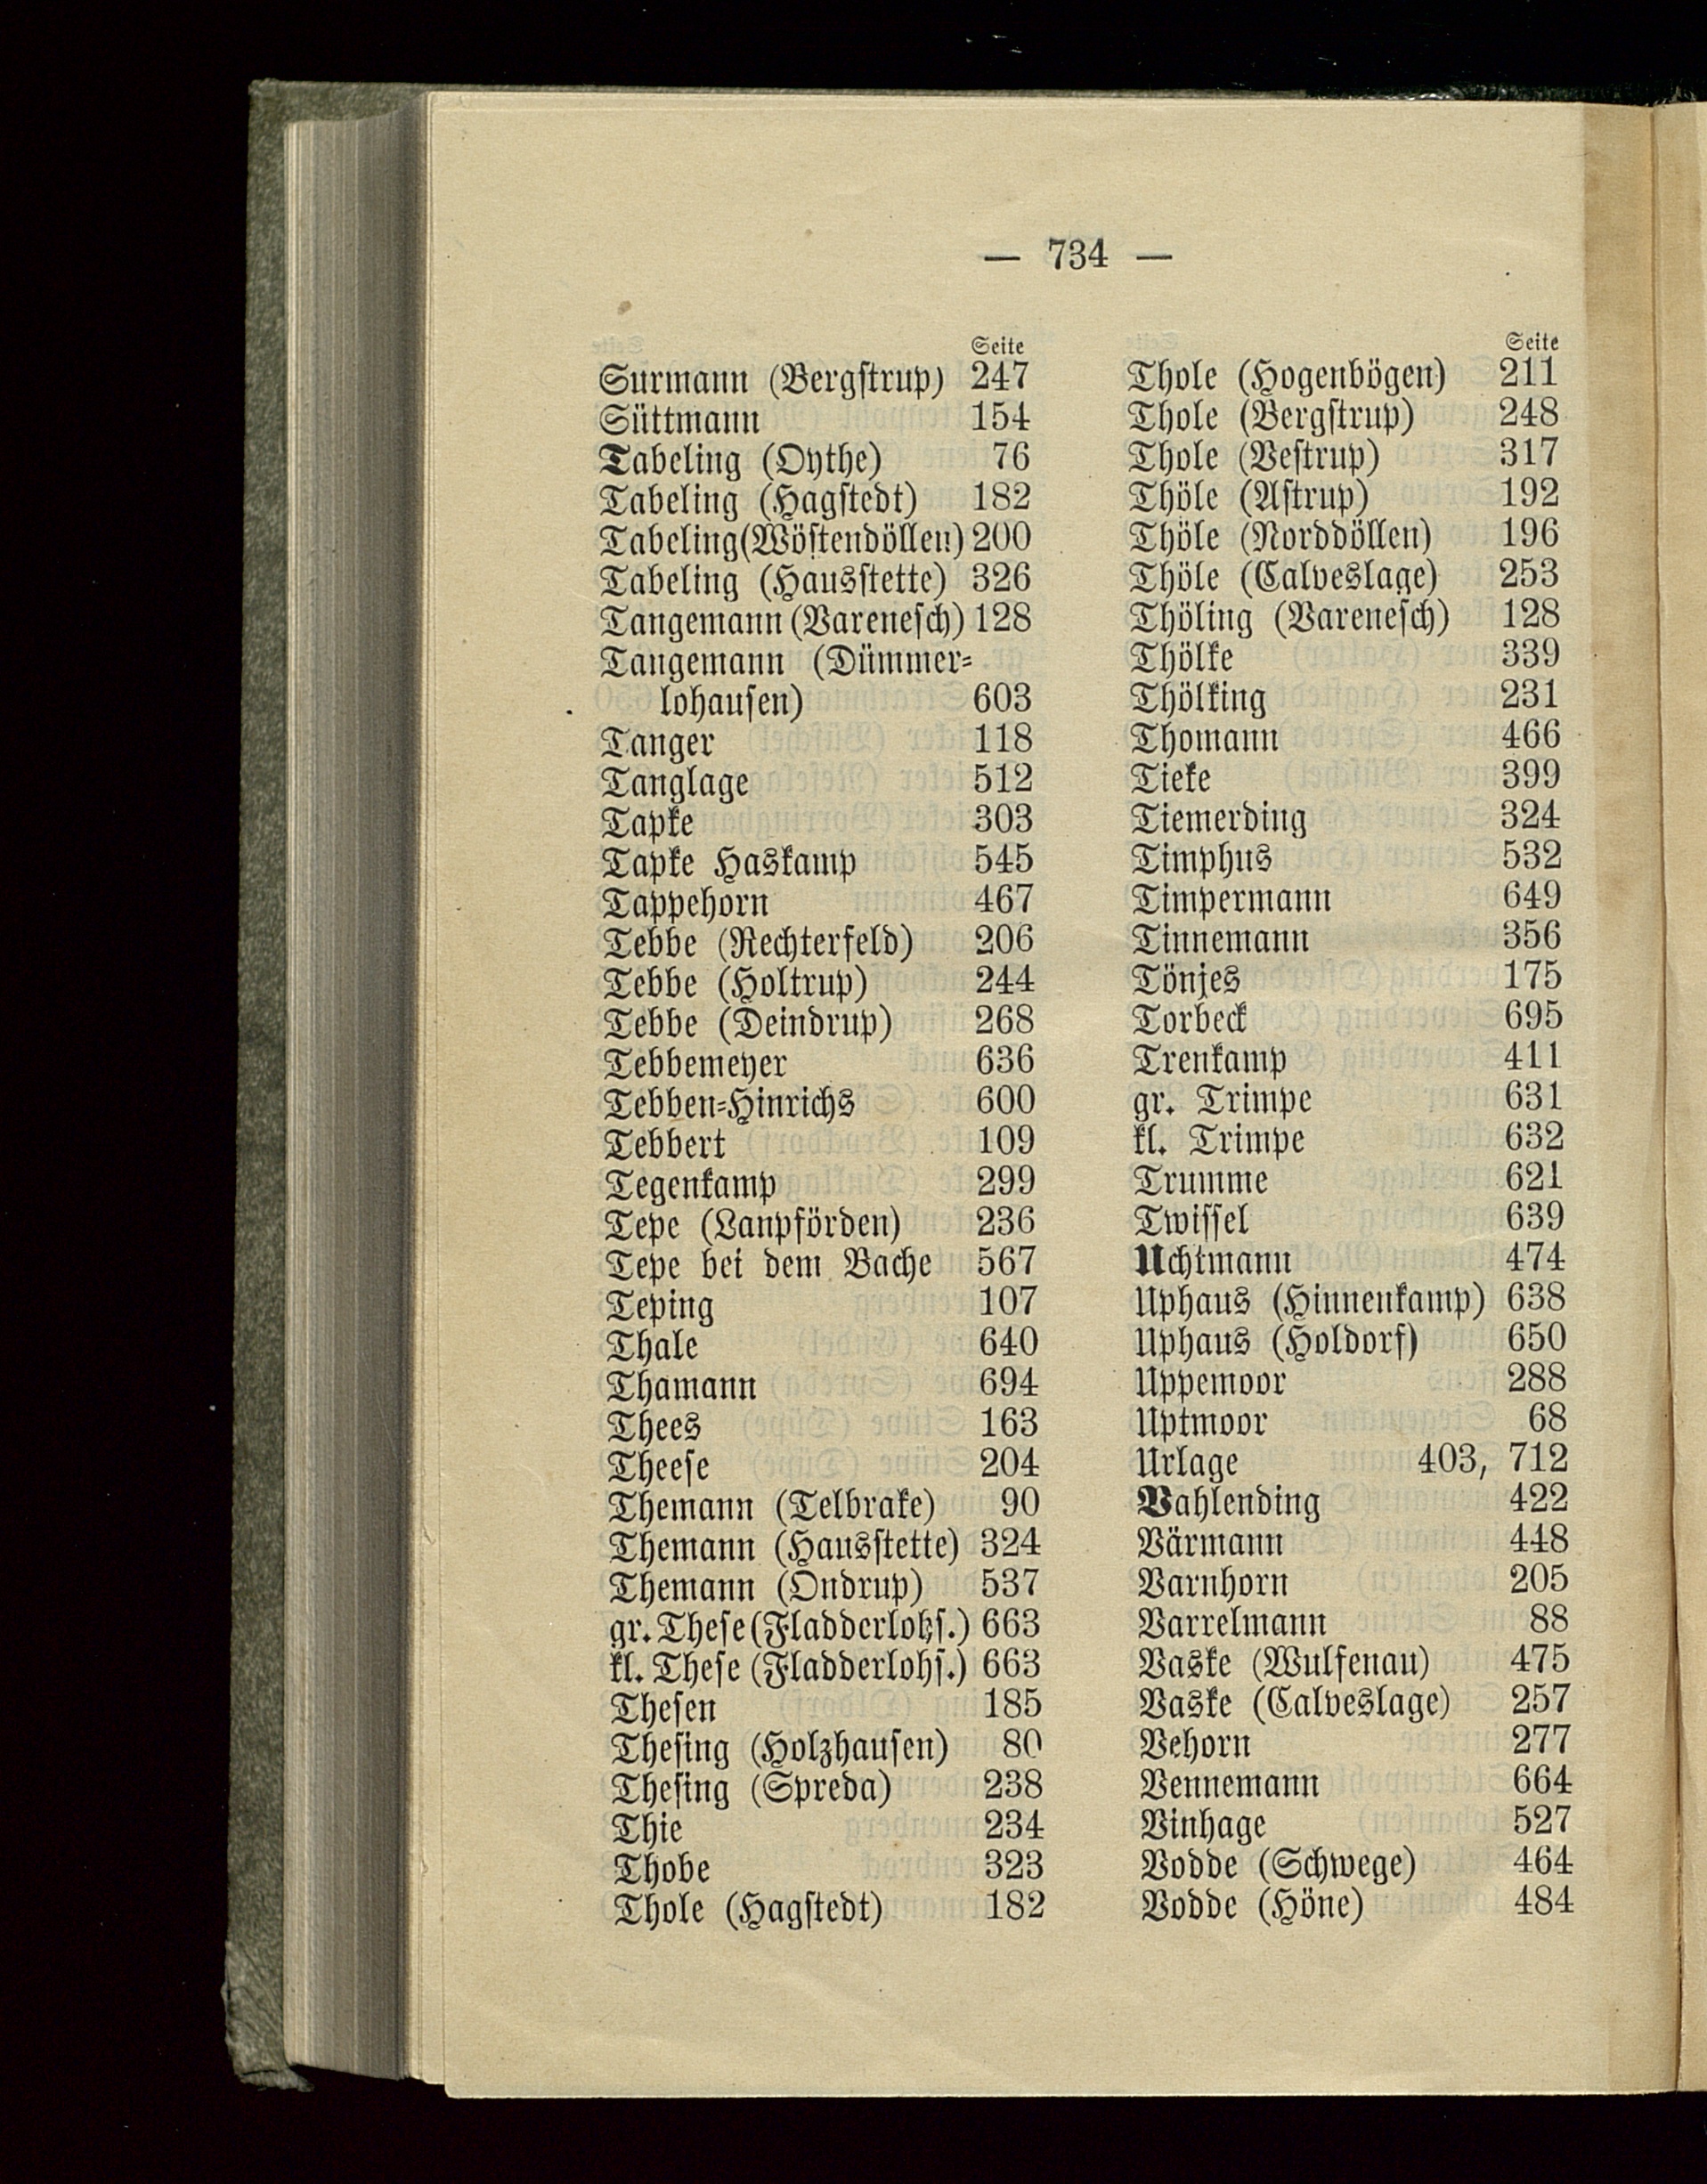 — 734 —
Seite
Surmann (Bergstrup) 247
Süttmann 154
Tabeling (Oythe) 76
Tabeling (Hagstedt) 182
Tabeling (Wöstendöllen) 200
Tabeling (Hausstette) 326
Tangemann (Varenesch) 128
Tangemann (Dümmer-
lohausen) 603
Tanger 118
Tanglage 512
Tapke 303
Tapke Haskamp 545
Tappehorn 467
Tebbe (Rechterfeld) 206
Tebbe (Holtrup) 244
Tebbe (Deindrup) 268
Tebbemeyer 636
Tebben-Hinrichs 600
Tebbert 109
Tegenkamp 299
Tepe (Lanpförden) 236
Tepe bei dem Bache 567
Teping 107
Thale 640
Thamann 694
Thees 163
Theese 204
Themann (Telbrake) 90
Themann (Hausstette) 324
Themann (Ondrup) 537
gr. These (Fladderlohs.) 663
kl. These (Fladderlohs.) 663
Thesen 185
Thesing (Holzhausen) 80
Thesing (Spreda) 238
Thie 234
Thobe 323
Thole (Hagstedt) 182
Seite
Thole (Hogenbögen) 211
Thole (Bergstrup) 248
Thole (Vestrup) 317
Thöle (Astrup) 192
Thöle (Norddöllen) 196
Thöle (Calveslage) 253
Thöling (Varenesch) 128
Thölke 339
Thölking 231
Thomann 466
Tieke 399
Tiemerding 324
Timphus 532
Timpermann 649
Tinnemann 356
Tönjes 175
Torbeck 695
Trenkamp 411
gr. Trimpe 631
kl. Trimpe 632
Trumme 621
Twissel 639
Uchtmann 474
Uphaus (Hinnenkamp) 638
Uphaus (Holdorf) 650
Uppemoor 288
Uptmoor 68
Urlage 403, 712
Vahlending 422
Värmann 448
Varnhorn 205
Varrelmann 88
Vaske (Wulfenau) 475
Vaske (Calveslage) 257
Vehorn 277
Vennemann 664
Vinhage 527
Vodde (Schwege) 464
Vodde (Höne) 484